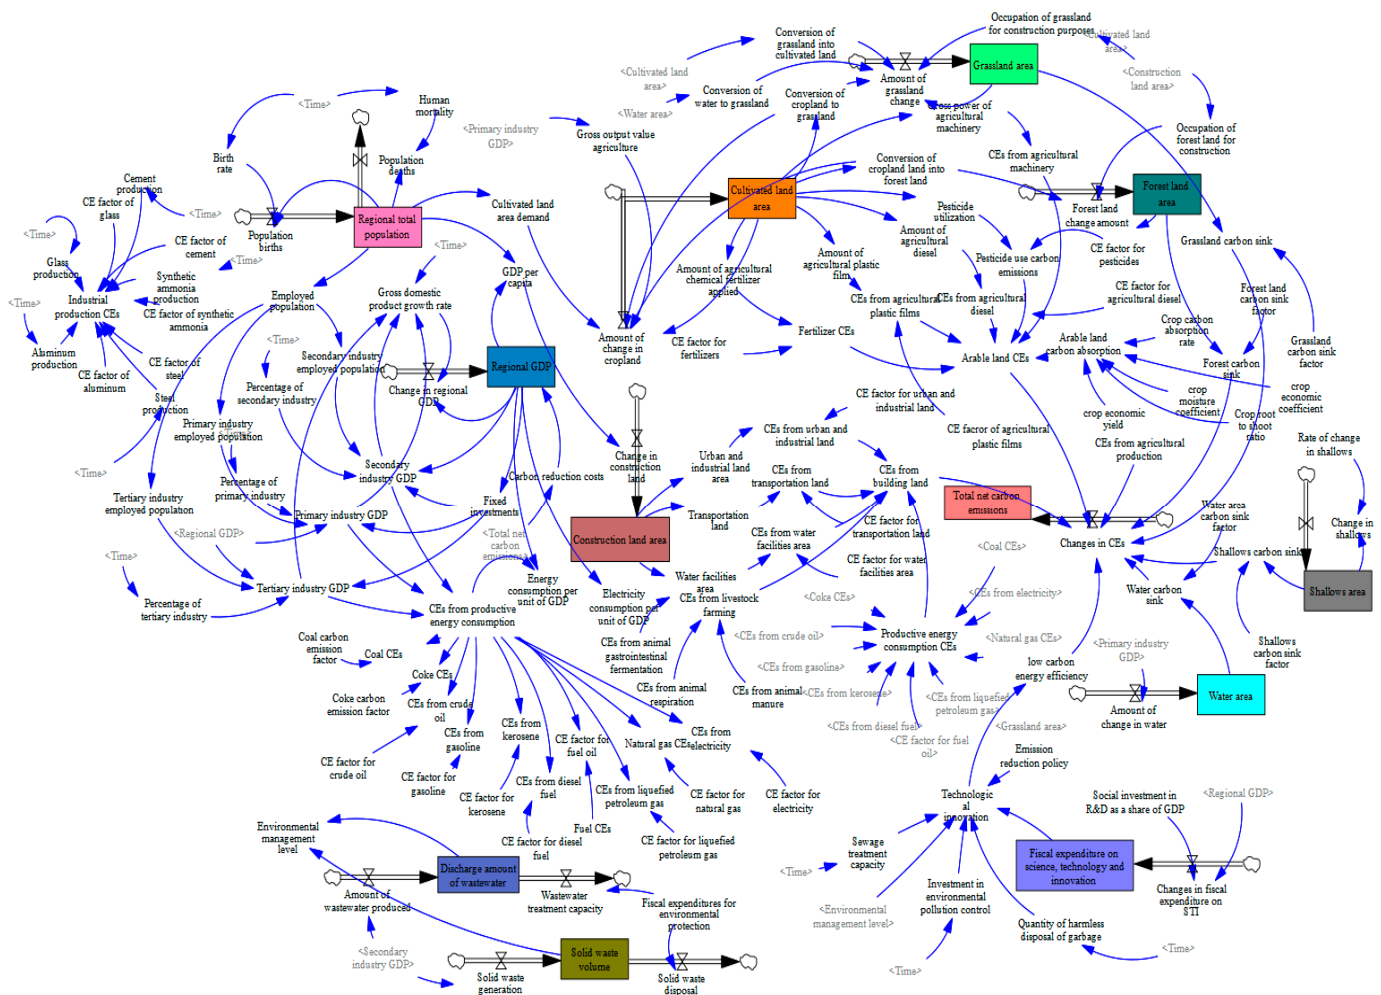 Occupation of grassland
for construction purposes
<Cultivated land
area>
Conversion of
grassland into
cultivated land
<Cultivated land
area>
Grassland area
<Construction
land area>
Amount of
grassland
change
Conversion of
water to grassland
Conversion of
cropland to
grassland
<Water area>
Gross power of
agricultural
machinery
<Time>
Human
mortality
<Primary industry
GDP>
Gross output value
agriculture
Occupation of
forest land for
construction
Birth
rate
Population
deaths
Conversion of
cropland land into
forest land
CEs from agricultural
machinery
Cement
production
CE factor of
glass
<Time>
Cultivated land
area
Forest land
area
Regional total
population
Cultivated land
area demand
Pesticide
utilization
Forest land
change amount
<Time>
Population
births
CE factor of
cement
<Time>
<Time>
Amount of
agricultural
diesel
Pesticide use carbon
emissions
CE factor for
pesticides
Grassland carbon sink
Glass
production
Synthetic
ammonia
production
GDP per
capita
Amount of agricultural
chemical fertilizer
applied
Amount of
agricultural plastic
film
<Time>
Industrial
production CEs
CE factor of synthetic
ammonia
Employed
population
Gross domestic
product growth rate
CEs from agricultural
plastic films
CEs from agricultural
diesel
CE factor for
agricultural diesel
Forest land
carbon sink
factor
Aluminum
production
CE factor of
aluminum
CE factor of
steel
<Time>
Secondary industry
employed population
Amount of
change in
cropland
CE factor for
fertilizers
Fertilizer CEs
Arable land CEs
Arable land
carbon absorption
Crop carbon
absorption
rate
Forest carbon
sink
Grassland
carbon sink
factor
Steel
production
Percentage of
secondary industry
Change in regional
GDP
Regional GDP
CE factor for urban and
industrial land
crop economic
yield
crop
moisture
coefficient
crop
economic
coefficient
Crop root
to shoot
ratio
Primary industry
employed population
<Time>
CE facror of agricultural
plastic films
CEs from agricultural
production
Rate of change
in shallows
<Time>
Percentage of
primary industry
Secondary
industry GDP
Carbon reduction costs
Change in
construction
land
Urban and
industrial land
area
CEs from urban and
industrial land
CEs from
transportation land
CEs from
building land
Total net carbon
emissions
Tertiary industry
employed population
Primary industry GDP
Fixed
investments
Transportation
land
CE factor for
transportation land
Changes in CEs
Water area
carbon sink
factor
Change in
shallows
<Regional GDP>
<Total net
carbon
emissions>
Construction land area
CEs from water
facilities area
<Coal CEs>
Shallows carbon sink
<Time>
Tertiary industry GDP
Energy
consumption per
unit of GDP
Electricity
consumption per
unit of GDP
Water facilities
area
CE factor for water
facilities area
Water carbon
sink
Shallows area
Percentage of
tertiary industry
CEs from productive
energy consumption
CEs from livestock
farming
<Coke CEs>
<CEs from electricity>
Coal carbon
emission
factor
Coal CEs
CEs from animal
gastrointestinal
fermentation
<CEs from crude oil>
Productive energy
consumption CEs
<Natural gas CEs>
<Primary industry
GDP>
Shallows
carbon sink
factor
Coke CEs
<CEs from gasoline>
low carbon
energy efficiency
Coke carbon
emission factor
CEs from animal
respiration
CEs from animal
manure
<CEs from kerosene>
<CEs from liquefied
petroleum gas>
Water area
CEs from crude
oil
CEs from
gasoline
CEs from
kerosene
CE factor for
fuel oil
Natural gas CEs
CEs from
electricity
<CEs from diesel fuel>
<CE factor for fuel
oil>
<Grassland area>
Amount of
change in water
CE factor for
crude oil
CE factor for
gasoline
CE factor for
kerosene
CEs from diesel
fuel
CEs from liquefied
petroleum gas
CE factor for
natural gas
CE factor for
electricity
Emission
reduction policy
Technologic
al
innovation
Social investment in
R&D as a share of GDP
<Regional GDP>
Environmental
management
level
CE factor for diesel
fuel
Fuel CEs
CE factor for liquefied
petroleum gas
Sewage
treatment
capacity
<Time>
Fiscal expenditure on
science, technology and
innovation
Discharge amount
of wastewater
Amount of
wastewater produced
Wastewater
treatment capacity
Fiscal expenditures for
environmental
protection
Investment in
environmental
pollution control
Changes in fiscal
expenditure on
STI
<Environmental
management level>
Quantity of harmless
disposal of garbage
<Secondary
industry GDP>
Solid waste
volume
<Time>
<Time>
Solid waste
generation
Solid waste
disposal